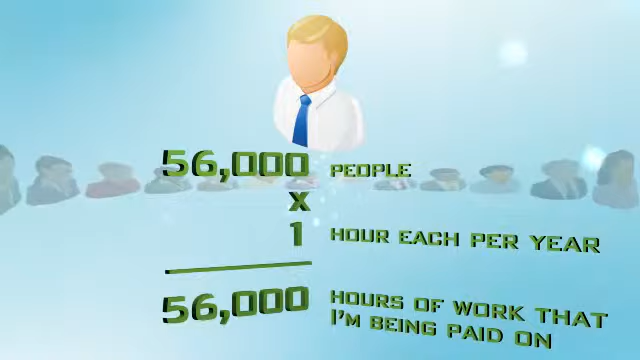 56,000 PEOPLE
X
1 HOUR EACH PER YEAR
56,000 HOURS OF WORK THAT
I'M BEING PAID ON